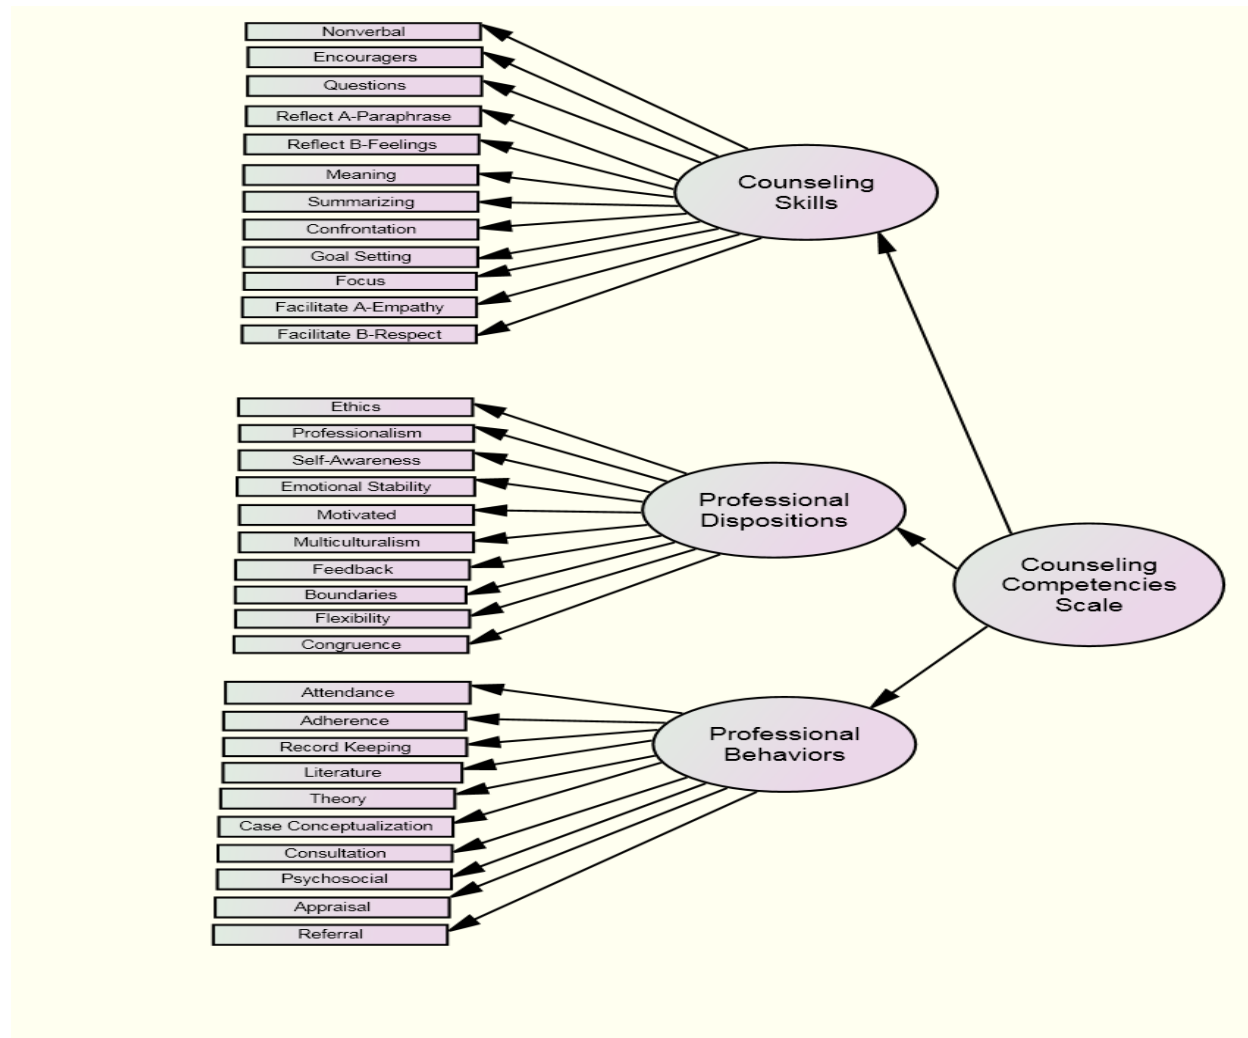 Nonverbal
Encouragers
Questions
Reflect A-Paraphrase
Reflect B-Feelings
Meaning
Summarizing
Confrontation
Goal Setting
Focus
Facilitate A-Empathy
Facilitate B-Respect
Counseling
Skills
Ethics
Professionalism
Self-Awareness
Emotional Stability
Motivated
Multiculturalism
Feedback
Boundaries
Flexibility
Congruence
Professional
Dispositions
Counseling
Competencies
Scale
Attendance
Adherence
Record Keeping
Literature
Theory
Case Conceptualization
Consultation
Psychosocial
Appraisal
Referral
Professional
Behaviors